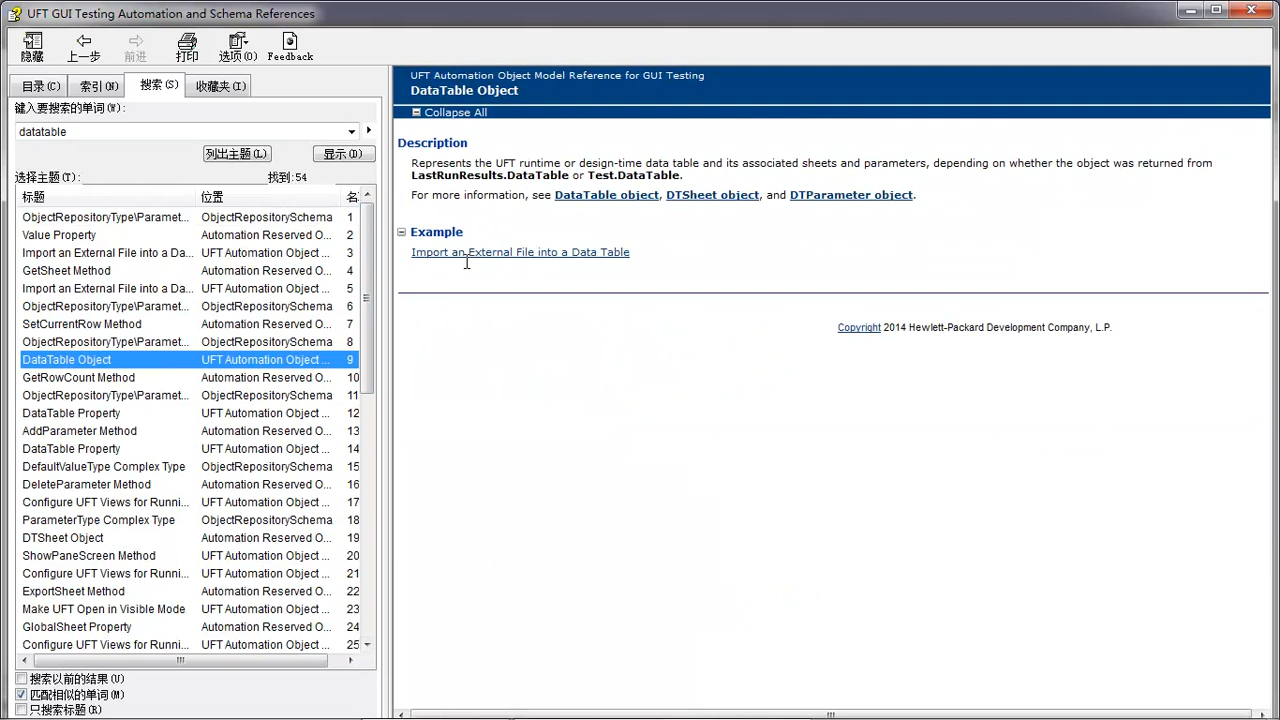 UFT GUI Testing Automation and Schema References
隐藏 上一步 前进 打印 选项(O) Feedback
目录(C) 索引(N) 搜索(S) 收藏夹(I)
键入要搜索的单词(W):
datatable
列出主题(L) 显示(D)
选择主题(T): 找到:54
标题 位置 名
ObjectRepositoryType\Paramet... ObjectRepositorySchema 1
Value Property Automation Reserved O... 2
Import an External File into a Da... Automation Reserved O... 3
GetSheet Method Automation Reserved O... 4
Import an External File into a Da... Automation Reserved O... 5
ObjectRepositoryType\Paramet... ObjectRepositorySchema 6
SetCurrentRow Method Automation Reserved O... 7
ObjectRepositoryType\Paramet... ObjectRepositorySchema 8
DataTable Object UFT Automation Object ... 9
GetRowCount Method Automation Reserved O... 10
ObjectRepositoryType\Paramet... ObjectRepositorySchema 11
DataTable Property UFT Automation Object ... 12
AddParameter Method Automation Reserved O... 13
DataTable Property UFT Automation Object ... 14
DefaultValueType Complex Type ObjectRepositorySchema 15
DeleteParameter Method Automation Reserved O... 16
Configure UFT Views for Runni... UFT Automation Object ... 17
ParameterType Complex Type ObjectRepositorySchema 18
DTSheet Object Automation Reserved O... 19
ShowPaneScreen Method UFT Automation Object ... 20
Configure UFT Views for Runni... UFT Automation Object ... 21
ExportSheet Method Automation Reserved O... 22
Make UFT Open in Visible Mode UFT Automation Object ... 23
GlobalSheet Property Automation Reserved O... 24
Configure UFT Views for Runni... UFT Automation Object ... 25
搜索以前的结果(U)
匹配相似的单词(M)
只搜索标题(R)
UFT Automation Object Model Reference for GUI Testing
DataTable Object
Collapse All
Description
Represents the UFT runtime or design-time data table and its associated sheets and parameters, depending on whether the object was returned from
LastRunResults.DataTable or Test.DataTable.
For more information, see DataTable object, DTSheet object, and DTParameter object.
Example
Import an External File into a Data Table
Copyright 2014 Hewlett-Packard Development Company, L.P.